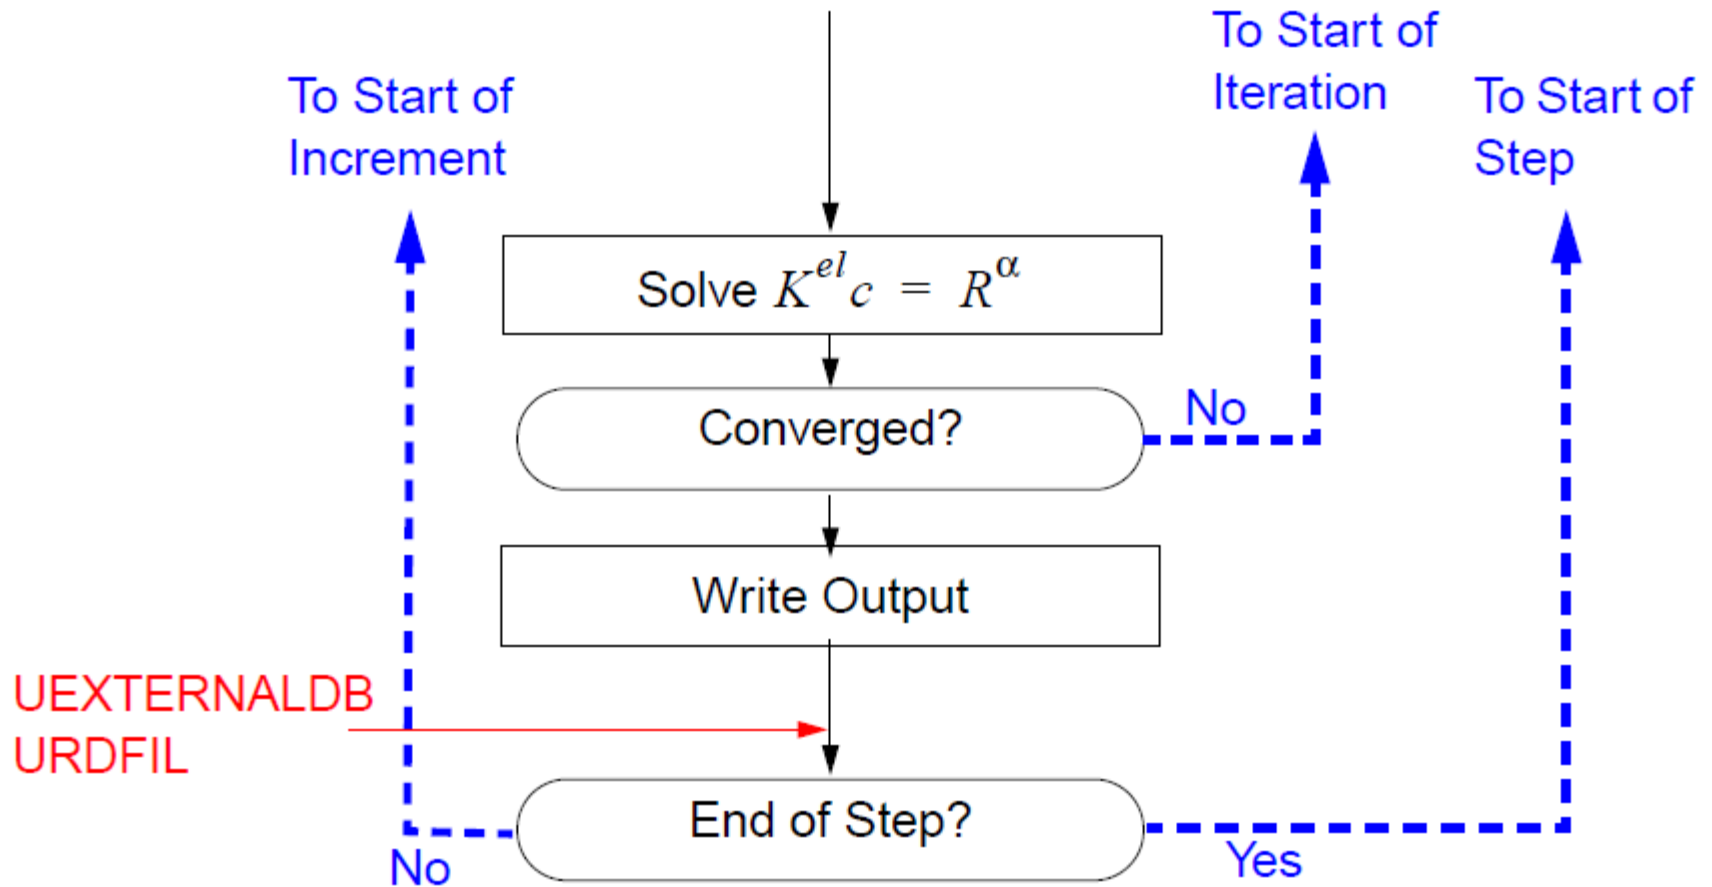 To Start of
Iteration
To Start of
Increment
To Start of
Step
Solve K^{el} c = R^α
Converged?
No
Write Output
UEXTERNALDB
URDFIL
End of Step?
No
Yes